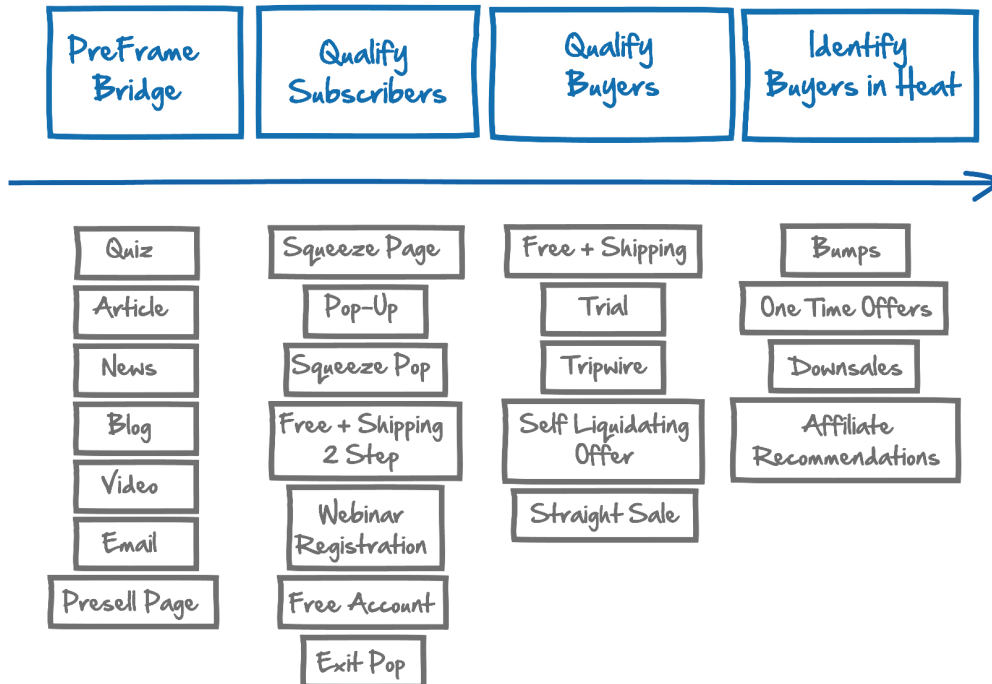 PreFrame
Bridge
Qualify
Subscribers
Qualify
Buyers
Identify
Buyers in Heat
Quiz
Article
News
Blog
Video
Email
Presell Page
Squeeze Page
Pop-Up
Squeeze Pop
Free + Shipping
2 Step
Webinar
Registration
Free Account
Exit Pop
Free + Shipping
Trial
Tripwire
Self Liquidating
Offer
Straight Sale
Bumps
One Time Offers
Downsales
Affiliate
Recommendations